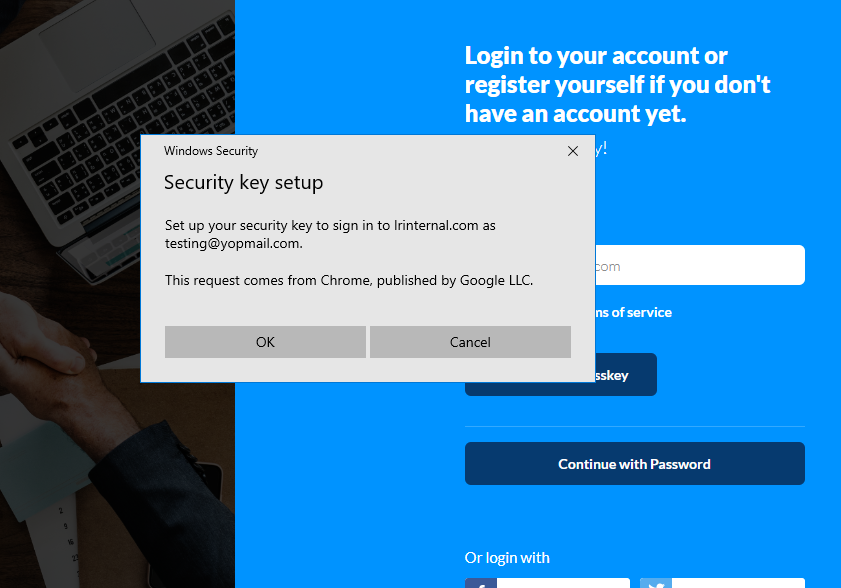 Login to your account or
register yourself if you don't
have an account yet.
y!
Windows Security
Security key setup
Set up your security key to sign in to lrinternal.com as
testing@yopmail.com.
This request comes from Chrome, published by Google LLC.
OK
Cancel
.com
of service
Continue with Password
Or login with